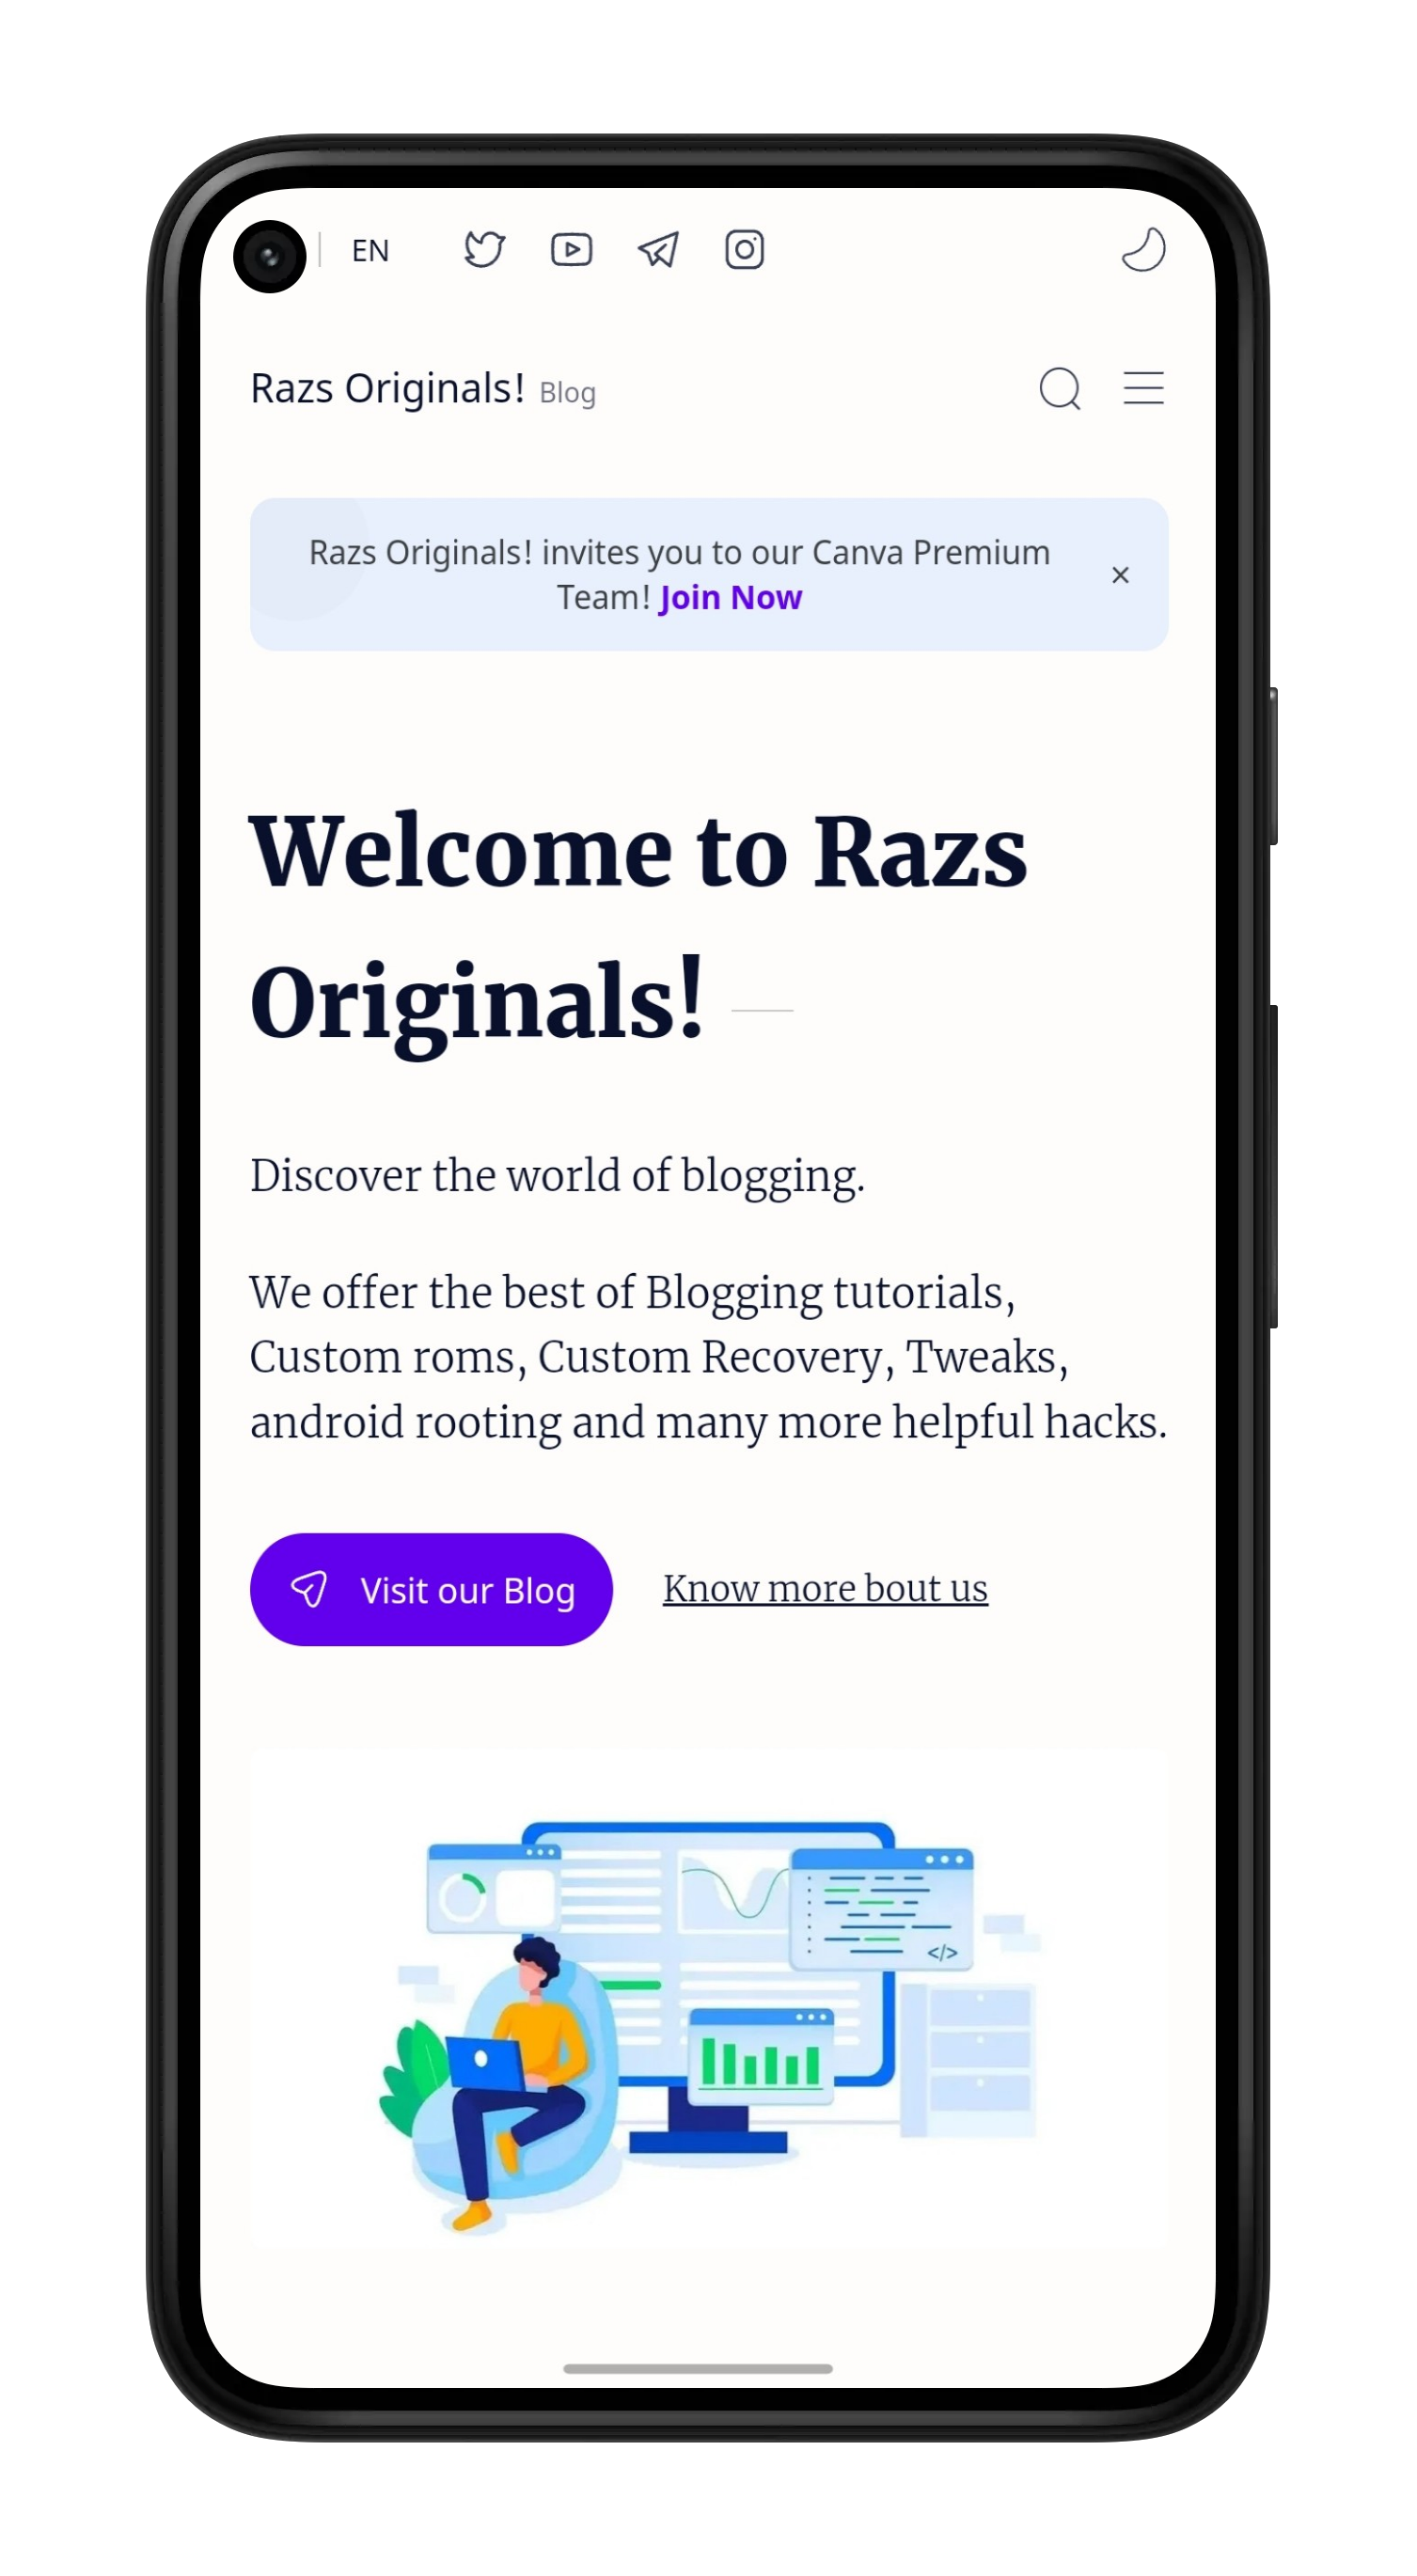 EN
Razs Originals! Blog
Razs Originals! invites you to our Canva Premium
Team! Join Now
×
Welcome to Razs
Originals!
Discover the world of blogging.
We offer the best of Blogging tutorials,
Custom roms, Custom Recovery, Tweaks,
android rooting and many more helpful hacks.
Visit our Blog
Know more bout us
</>